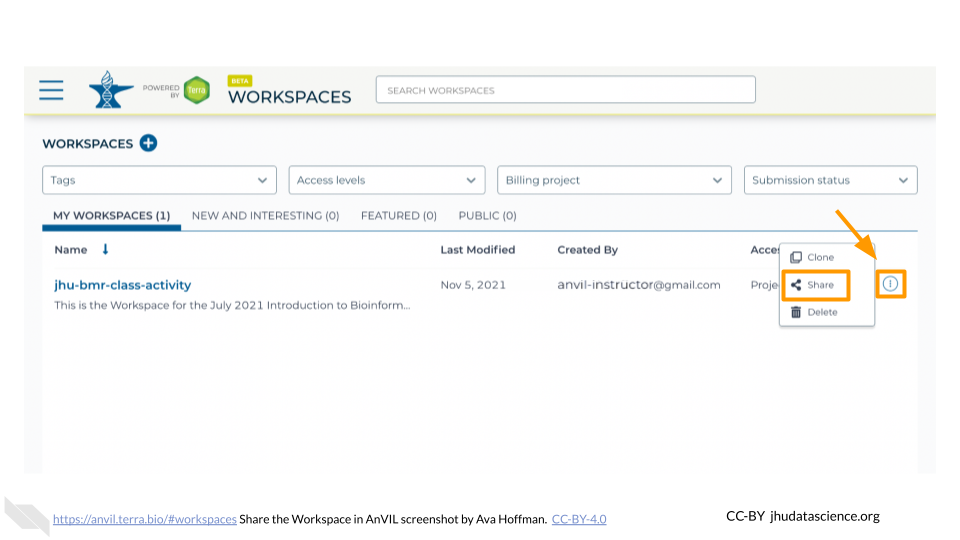 POWERED
BY
Terra
BETA
WORKSPACES
SEARCH WORKSPACES
WORKSPACES
Tags
Access levels
Billing project
Submission status
MY WORKSPACES (1) NEW AND INTERESTING (0) FEATURED (0) PUBLIC (0)
Name Last Modified Created By Acces
Clone
jhu-bmr-class-activity Nov 5, 2021 anvil-instructor@gmail.com Proje Share
This is the Workspace for the July 2021 Introduction to Bioinform...
Delete
https://anvil.terra.bio/#workspaces Share the Workspace in AnVIL screenshot by Ava Hoffman. CC-BY-4.0
CC-BY jhudatascience.org